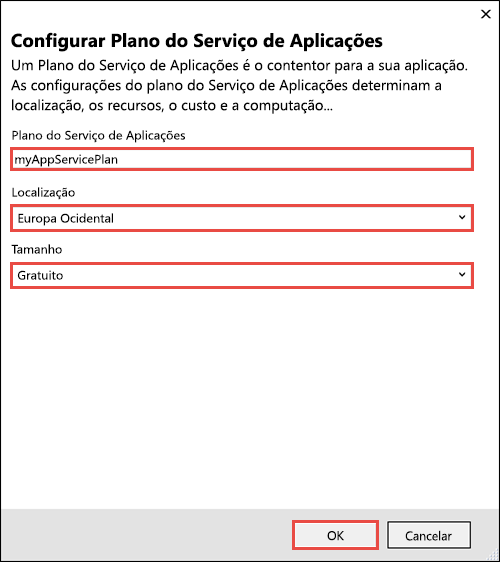 Configurar Plano do Serviço de Aplicações
Um Plano do Serviço de Aplicações é o contentor para a sua aplicação.
As configurações do plano do Serviço de Aplicações determinam a
localização, os recursos, o custo e a computação...
Plano do Serviço de Aplicações
myAppServicePlan
Localização
Europa Ocidental
Tamanho
Gratuito
OK
Cancelar